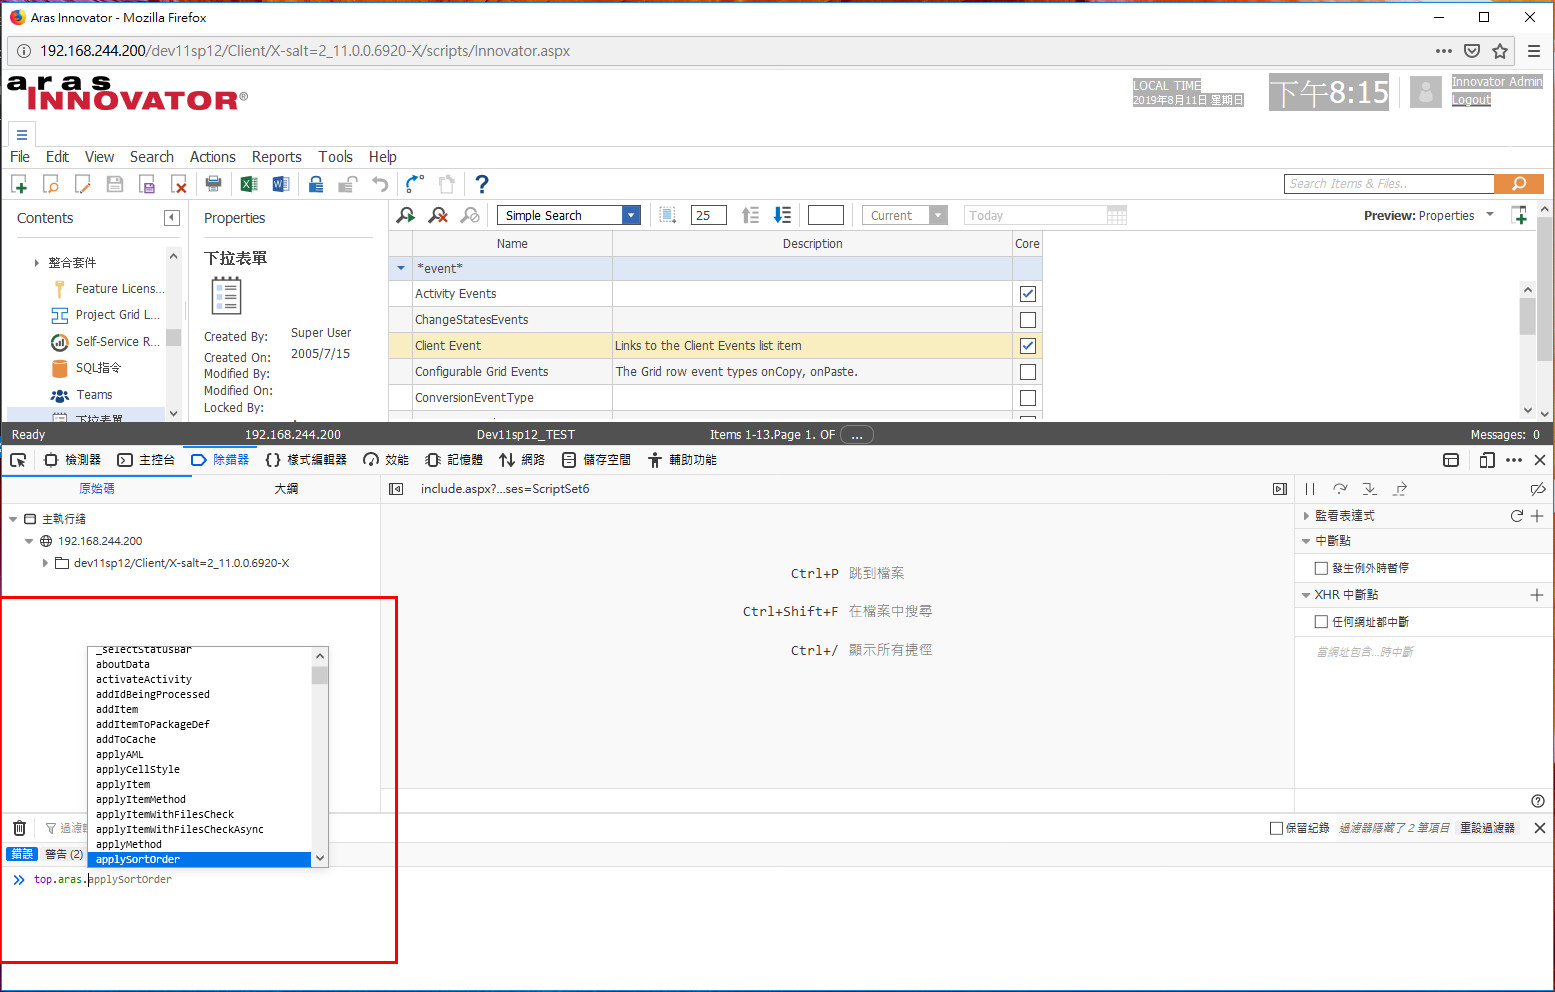 Aras Innovator - Mozilla Firefox
192.168.244.200/dev11sp12/Client/X-salt=2_11.0.0.6920-X/scripts/Innovator.aspx
aras
INNOVATOR®
LOCAL TIME
2019年8月11日 星期日
下午8:15
Innovator Admin
Logout
File Edit View Search Actions Reports Tools Help
Search Items & Files..
Contents
Properties
Simple Search
25
Current
Today
Preview: Properties
整合套件
Feature Licens...
Project Grid L...
Self-Service R...
SQL指令
Teams
下拉表單
下拉表單
Created By: Super User
Created On: 2005/7/15
Modified By:
Modified On:
Locked By:
Name Description Core
*event*
Activity Events
ChangeStatesEvents
Client Event Links to the Client Events list item
Configurable Grid Events The Grid row event types onCopy, onPaste.
ConversionEventType
Ready 192.168.244.200 Dev11sp12_TEST Items 1-13.Page 1. OF ... Messages: 0
檢測器 主控台 除錯器 樣式編輯器 效能 記憶體 網路 儲存空間 輔助功能
原始碼 大綱
include.aspx?...ses=ScriptSet6
主執行緒
192.168.244.200
dev11sp12/Client/X-salt=2_11.0.0.6920-X
Ctrl+P 跳到檔案
Ctrl+Shift+F 在檔案中搜尋
Ctrl+/ 顯示所有捷徑
監看表達式
中斷點
發生例外時暫停
XHR 中斷點
任何網址都中斷
當網址包含...時中斷
_selectStatusBar
aboutData
activateActivity
addIdBeingProcessed
addItem
addItemToPackageDef
addToCache
applyAML
applyCellStyle
applyItem
applyItemMethod
applyItemWithFilesCheck
applyItemWithFilesCheckAsync
applyMethod
applySortOrder
過濾
保留紀錄 過濾器隱藏了 2 筆項目 重設過濾器
錯誤 警告 (2)
top.aras.applySortOrder